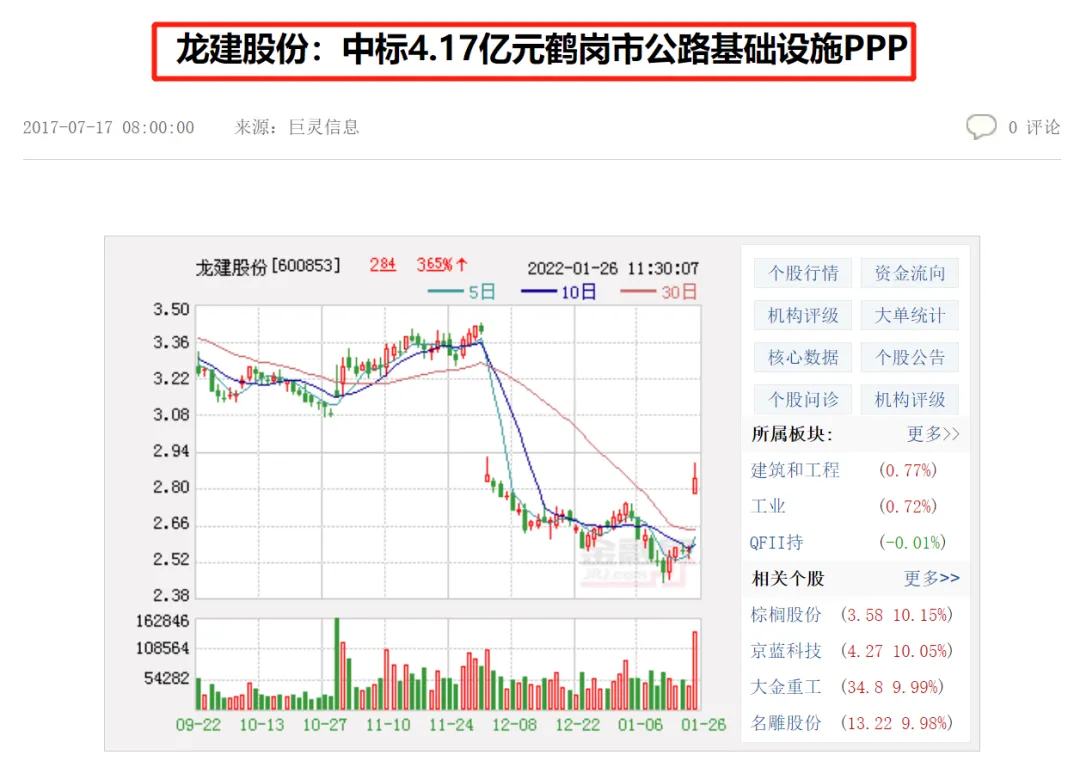 龙建股份：中标4.17亿元鹤岗市公路基础设施PPP
2017-07-17 08:00:00 来源：巨灵信息 0 评论
龙建股份[600853] 284 365%↑ 2022-01-26 11:30:07
5日 10日 30日
3.50
3.36
3.22
3.08
2.94
2.80
2.66
2.52
2.38
162846
108564
54282
09-22 10-13 10-27 11-10 11-24 12-08 12-22 01-06 01-26
个股行情 资金流向
机构评级 大单统计
核心数据 个股公告
个股问诊 机构评级
所属板块: 更多>>
建筑和工程 (0.77%)
工业 (0.72%)
QFII持 (-0.01%)
相关个股 更多>>
棕榈股份 (3.58 10.15%)
京蓝科技 (4.27 10.05%)
大金重工 (34.8 9.99%)
名雕股份 (13.22 9.98%)